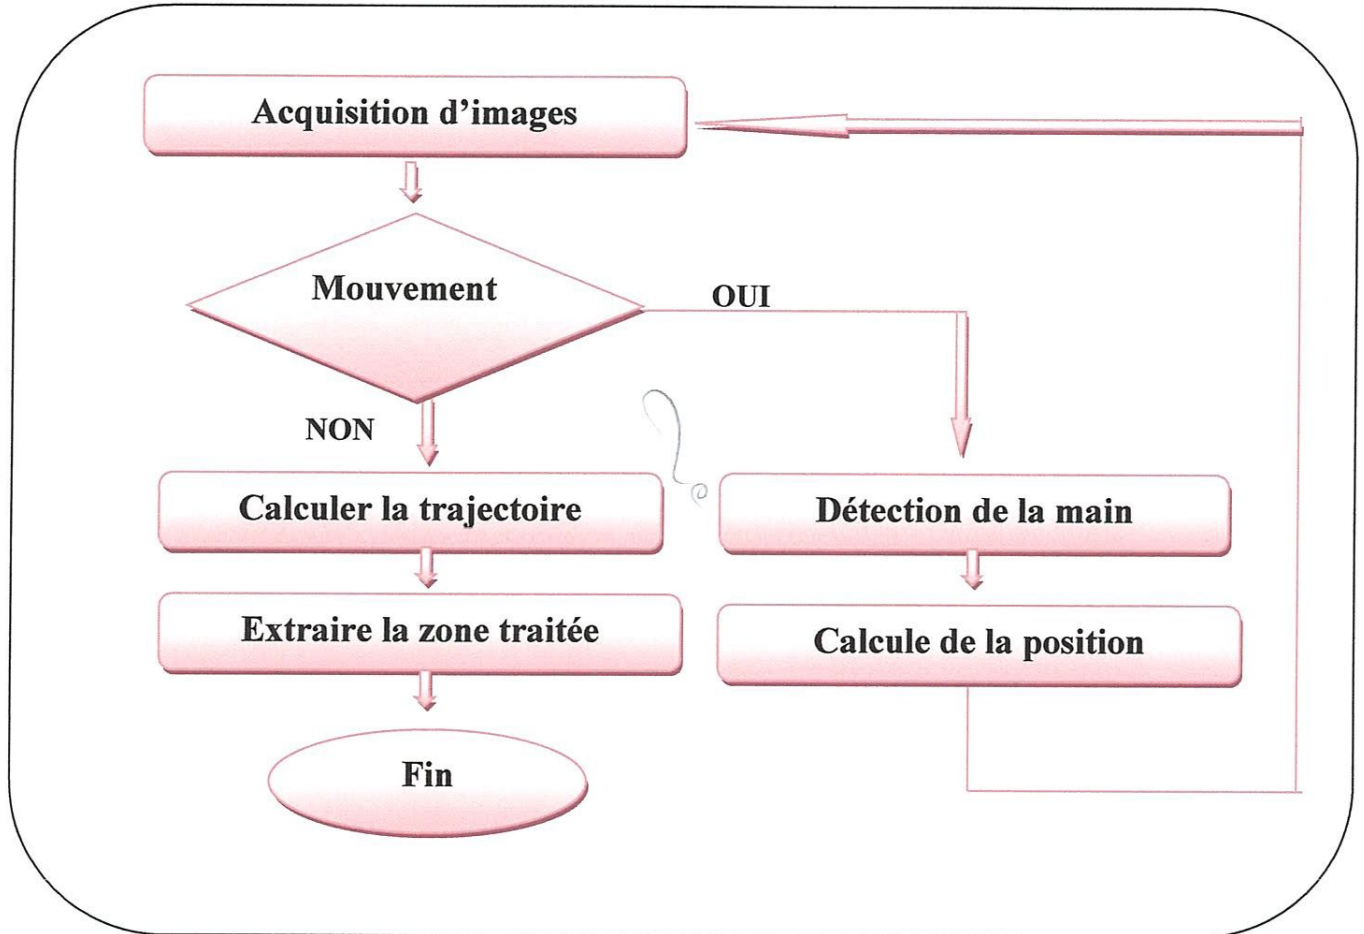 Acquisition d’images
Mouvement
OUI
NON
Calculer la trajectoire
Détection de la main
Extraire la zone traitée
Calcule de la position
Fin